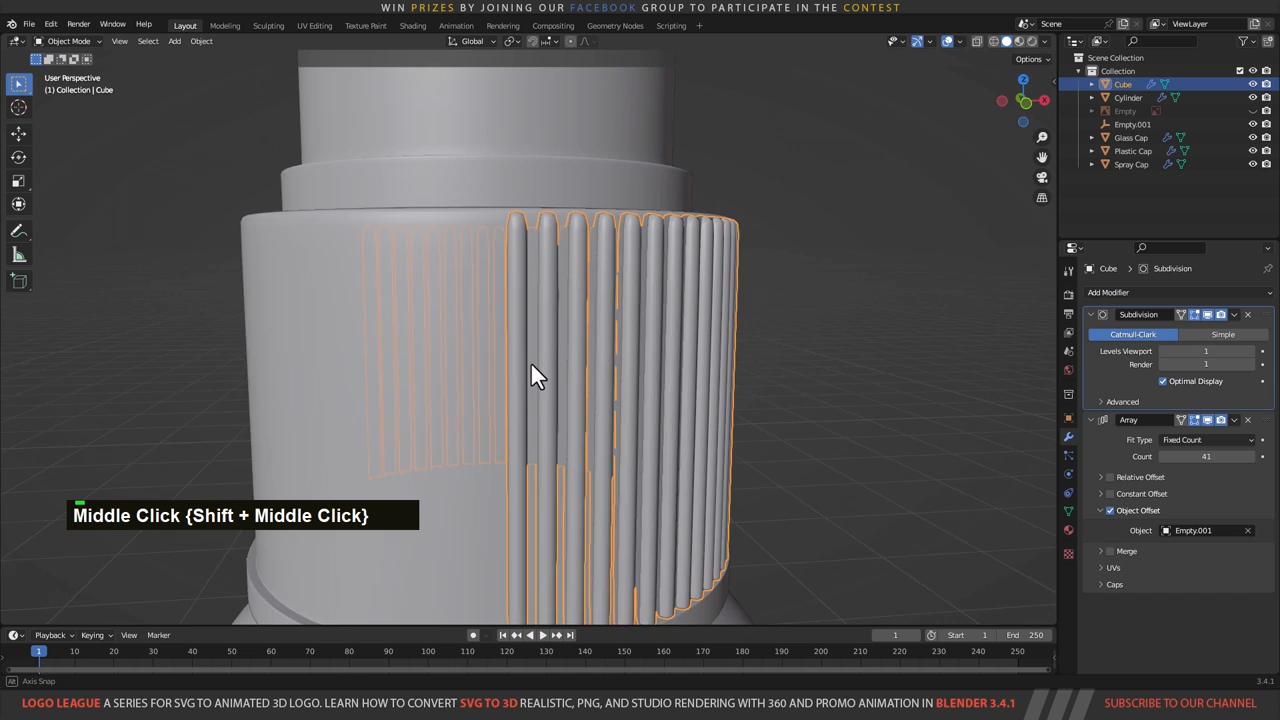 WIN PRIZES BY JOINING OUR FACEBOOK GROUP TO PARTICIPATE IN THE CONTEST
File Edit Render Window Help Layout Modeling Sculpting UV Editing Texture Paint Shading Animation Rendering Compositing Geometry Nodes Scripting + Scene ViewLayer
Object Mode View Select Add Object Global
Options
User Perspective
(1) Collection | Cube
Z
X
Y
Scene Collection
Collection
Cube
Cylinder
Empty
Empty.001
Glass Cap
Plastic Cap
Spray Cap
Cube > Subdivision
Add Modifier
Subdivision
Catmull-Clark Simple
Levels Viewport 1
Render 1
Optimal Display
Advanced
Array
Fit Type Fixed Count
Count 41
Relative Offset
Constant Offset
Object Offset
Object Empty.001
Merge
UVs
Caps
Middle Click {Shift + Middle Click}
Playback Keying View Marker 1 Start 1 End 250
1 10 20 30 40 50 60 70 80 90 100 110 120 130 140 150 160 170 180 190 200 210 220 230 240 250
Alt Axis Snap 3.4.1
LOGO LEAGUE A SERIES FOR SVG TO ANIMATED 3D LOGO. LEARN HOW TO CONVERT SVG TO 3D REALISTIC, PNG, AND STUDIO RENDERING WITH 360 AND PROMO ANIMATION IN BLENDER 3.4.1 SUBSCRIBE TO OUR CHANNEL